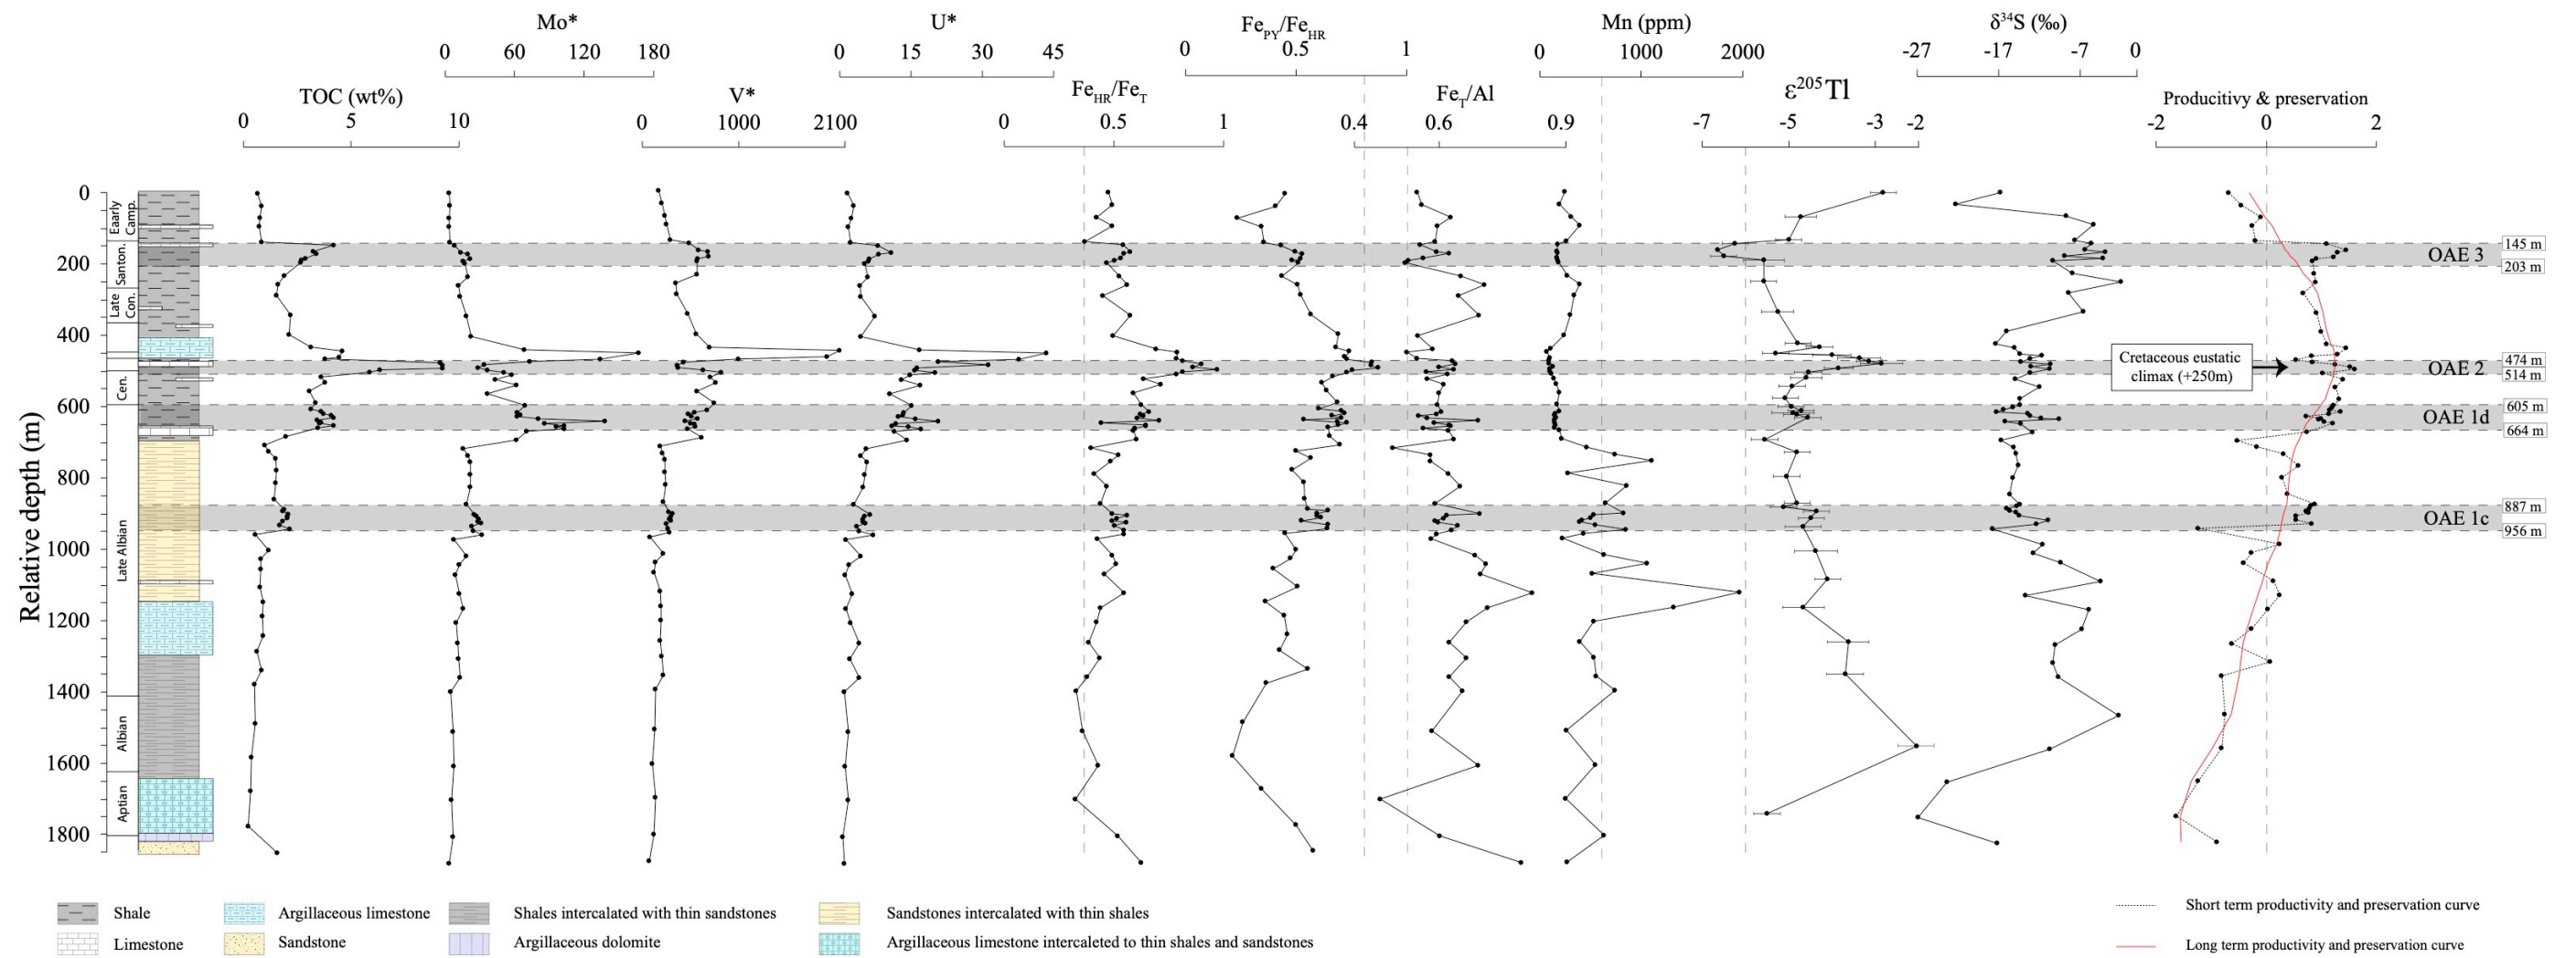 Mo*
U*
Fe_PY/Fe_HR
Mn (ppm)
δ³⁴S (‰)
0 60 120 180
0 15 30 45
0 0.5 1
0 1000 2000
-27 -17 -7 0
TOC (wt%)
V*
Fe_HR/Fe_T
Fe_T/Al
ε²⁰⁵Tl
Producitivy & preservation
0 5 10
0 1000 2100
0 0.5 1
0.4 0.6 0.9
-7 -5 -3 -2
-2 0 2
Relative depth (m)
0
200
400
600
800
1000
1200
1400
1600
1800
Eaarly
Camp.
Santon.
Late
Con.
Cen.
Late Albian
Albian
Aptian
145 m
OAE 3
203 m
Cretaceous eustatic
climax (+250m)
474 m
OAE 2
514 m
605 m
OAE 1d
664 m
887 m
OAE 1c
956 m
Shale
Argillaceous limestone
Shales intercalated with thin sandstones
Sandstones intercalated with thin shales
Short term productivity and preservation curve
Limestone
Sandstone
Argillaceous dolomite
Argillaceous limestone intercaleted to thin shales and sandstones
Long term productivity and preservation curve